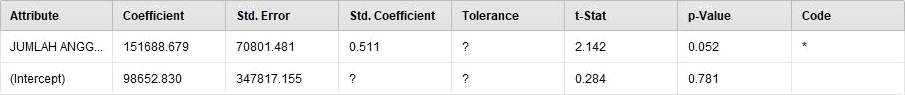 Attribute Coefficient Std. Error Std. Coefficient Tolerance t-Stat p-Value Code
JUMLAH ANGG... 151688.679 70801.481 0.511 ? 2.142 0.052 *
(Intercept) 98652.830 347817.155 ? ? 0.284 0.781